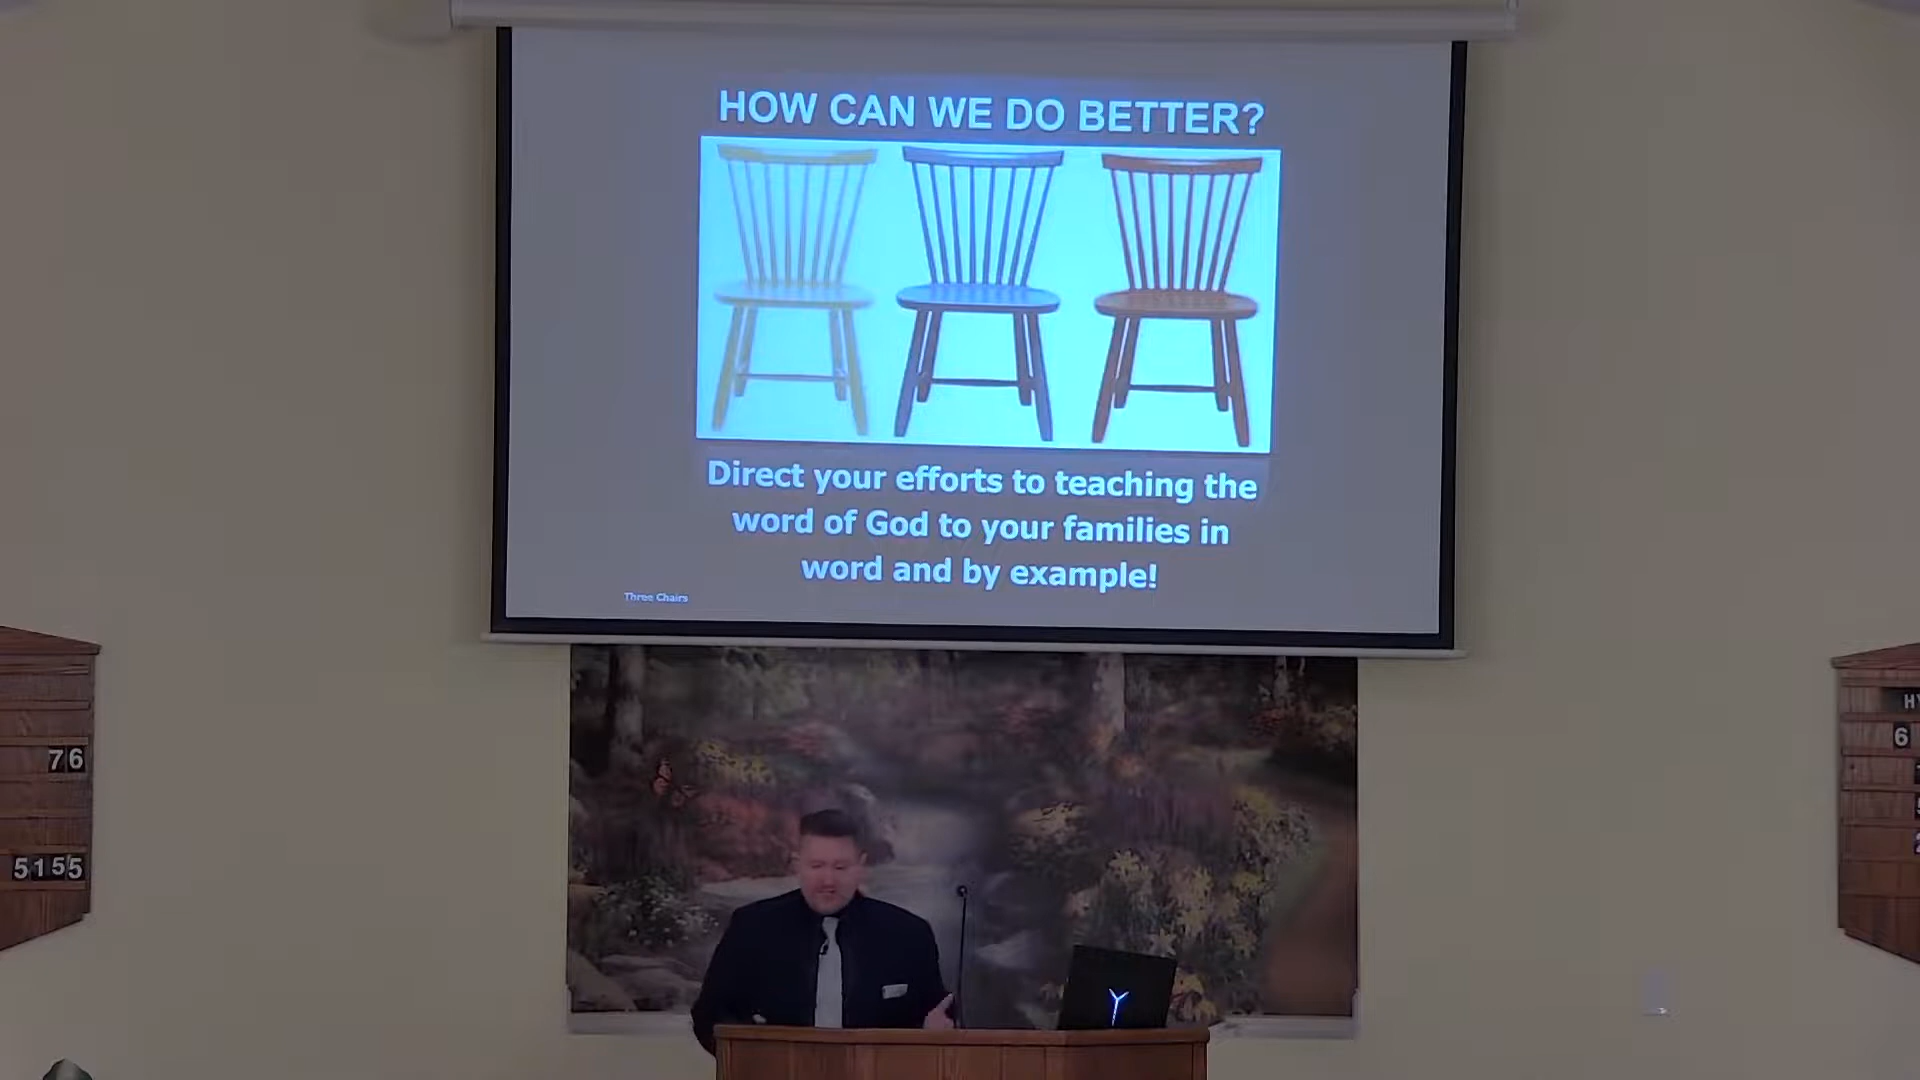 HOW CAN WE DO BETTER?
Direct your efforts to teaching the
word of God to your families in
word and by example!
Three Chairs
76
5155
6